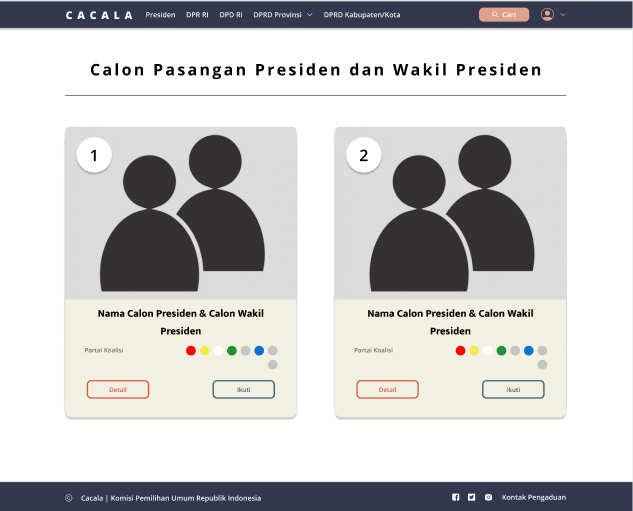 CACALA Presiden DPR RI DPD RI DPRD Provinsi DPRD Kabupaten/Kota Cari
Calon Pasangan Presiden dan Wakil Presiden
1
Nama Calon Presiden & Calon Wakil
Presiden
Partai Koalisi
Detail Ikuti
2
Nama Calon Presiden & Calon Wakil
Presiden
Partai Koalisi
Detail Ikuti
© Cacala | Komisi Pemilihan Umum Republik Indonesia Kontak Pengaduan